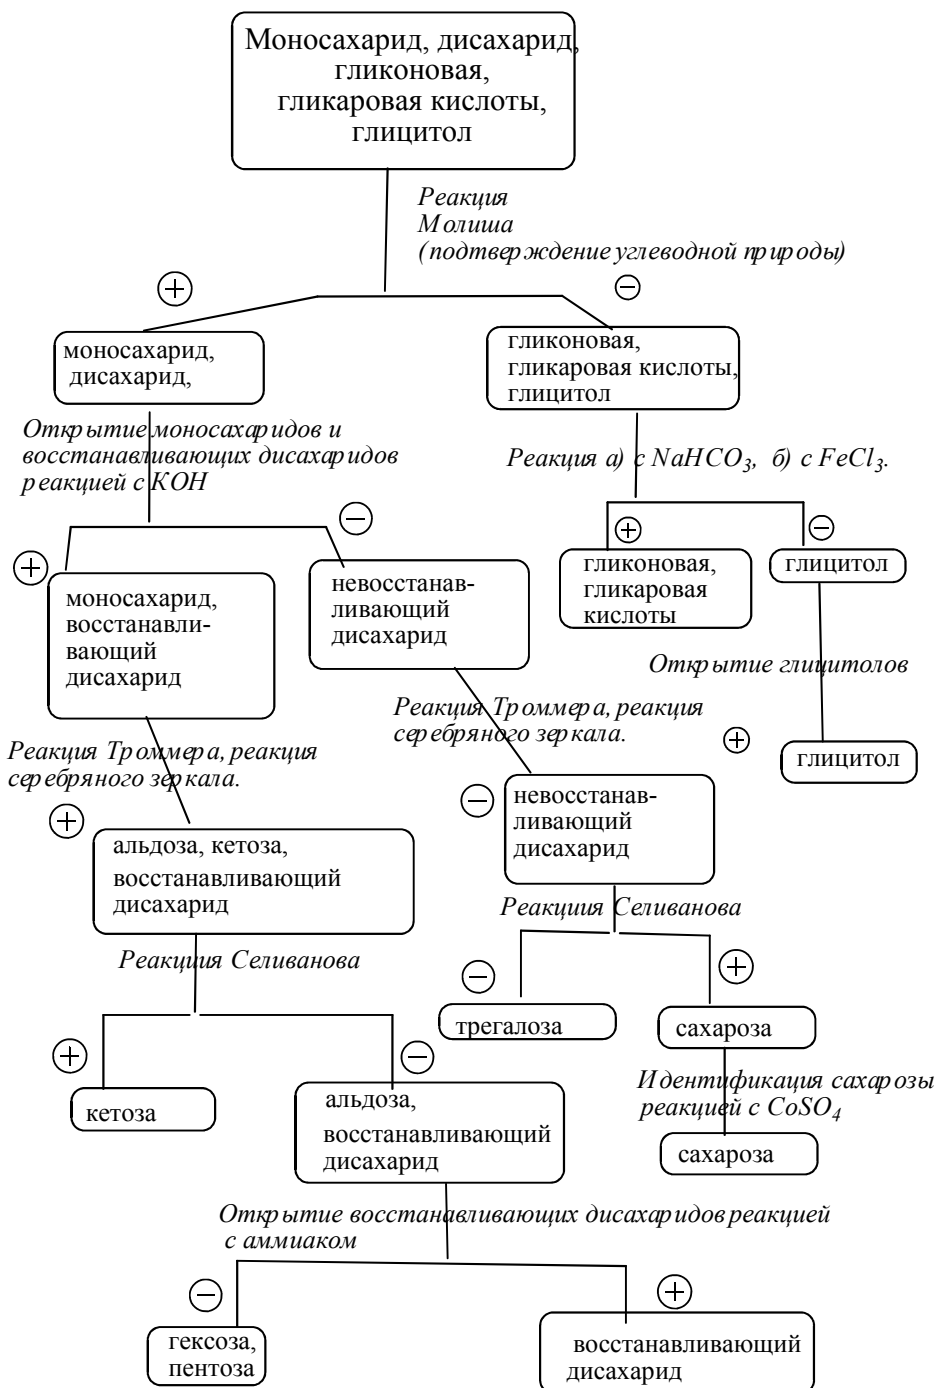 Моносахарид, дисахарид,
гликоновая,
гликаровая кислоты,
глицитол
Реакция
Молиша
(подтверждение углеводной природы)
+
−
моносахарид,
дисахарид,
гликоновая,
гликаровая кислоты,
глицитол
Открытие моносахаридов и
восстанавливающих дисахаридов
реакцией с КОН
Реакция а) с NaHCO3, б) с FeCl3.
+
−
+
−
моносахарид,
восстанавли-
вающий
дисахарид
невосстанав-
ливающий
дисахарид
гликоновая,
гликаровая
кислоты
глицитол
Открытие глицитолов
+
глицитол
Реакция Троммера, реакция
серебряного зеркала.
+
Реакция Троммера, реакция
серебряного зеркала.
−
альдоза, кетоза,
восстанавливающий
дисахарид
невосстанав-
ливающий
дисахарид
Реакциия Селиванова
Реакциия Селиванова
−
+
трегалоза
сахароза
+
−
кетоза
альдоза,
восстанавливающий
дисахарид
Идентификация сахарозы
реакцией с CoSO4
сахароза
Открытие восстанавливающих дисахаридов реакцией
с аммиаком
−
+
гексоза,
пентоза
восстанавливающий
дисахарид